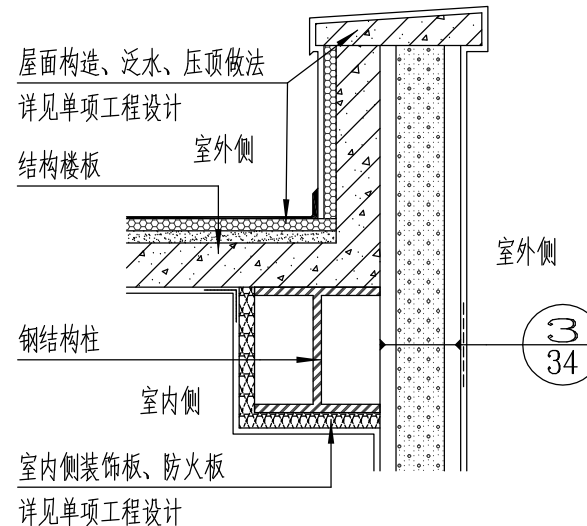 屋面构造、泛水、压顶做法
详见单项工程设计
室外侧
结构楼板
室外侧
3
34
钢结构柱
室内侧
室内侧装饰板、防火板
详见单项工程设计